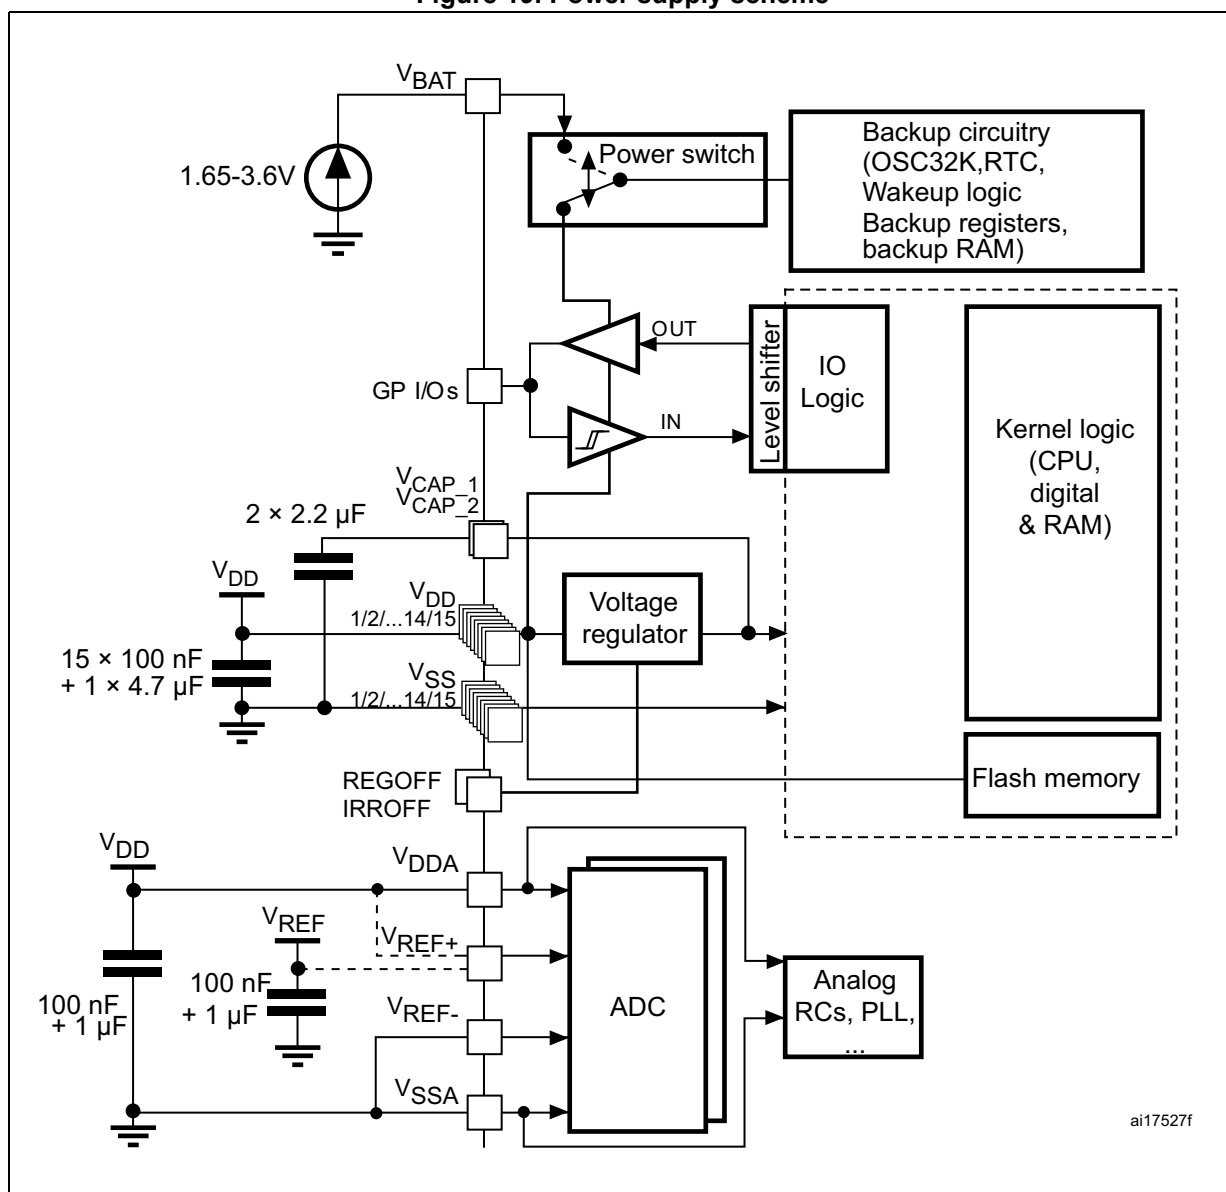 Figure 19. Power supply scheme
VBAT
1.65-3.6V
Power switch
Backup circuitry
(OSC32K,RTC,
Wakeup logic
Backup registers,
backup RAM)
OUT
GP I/Os
IN
Level shifter
IO
Logic
Kernel logic
(CPU,
digital
& RAM)
VCAP_1
VCAP_2
2 × 2.2 µF
VDD
VDD
1/2/...14/15
Voltage
regulator
15 × 100 nF
+ 1 × 4.7 µF
VSS
1/2/...14/15
REGOFF
IRROFF
Flash memory
VDD
VDDA
VREF
VREF+
100 nF
+ 1 µF
100 nF
+ 1 µF
VREF-
VSSA
ADC
Analog
RCs, PLL,
...
ai17527f